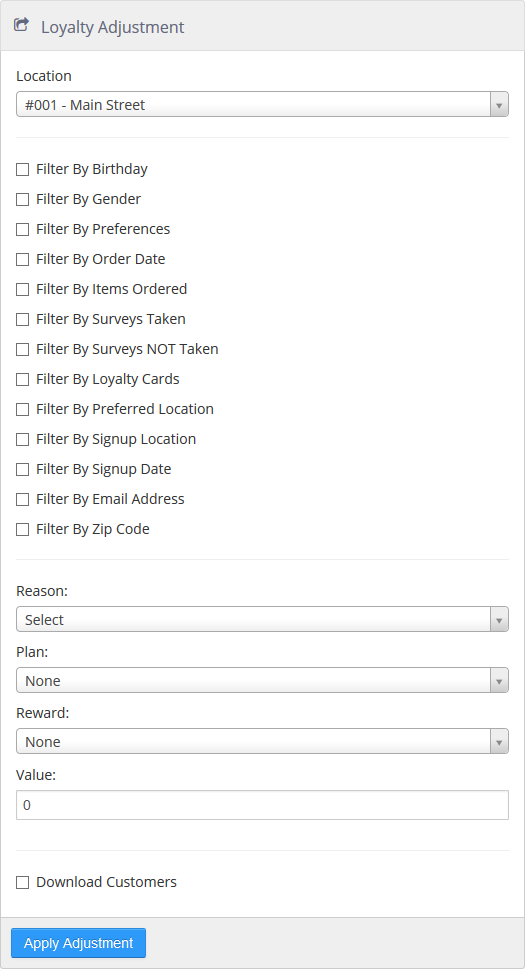 Loyalty Adjustment
Location
#001 - Main Street
Filter By Birthday
Filter By Gender
Filter By Preferences
Filter By Order Date
Filter By Items Ordered
Filter By Surveys Taken
Filter By Surveys NOT Taken
Filter By Loyalty Cards
Filter By Preferred Location
Filter By Signup Location
Filter By Signup Date
Filter By Email Address
Filter By Zip Code
Reason:
Select
Plan:
None
Reward:
None
Value:
0
Download Customers
Apply Adjustment